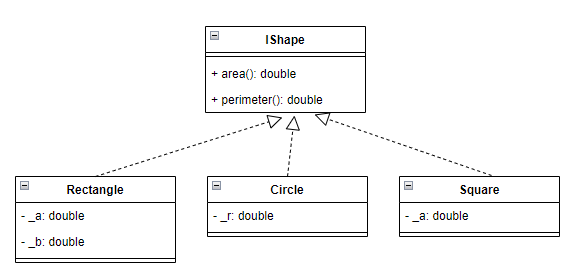 IShape
+ area(): double
+ perimeter(): double
Rectangle
- _a: double
- _b: double
Circle
- _r: double
Square
- _a: double